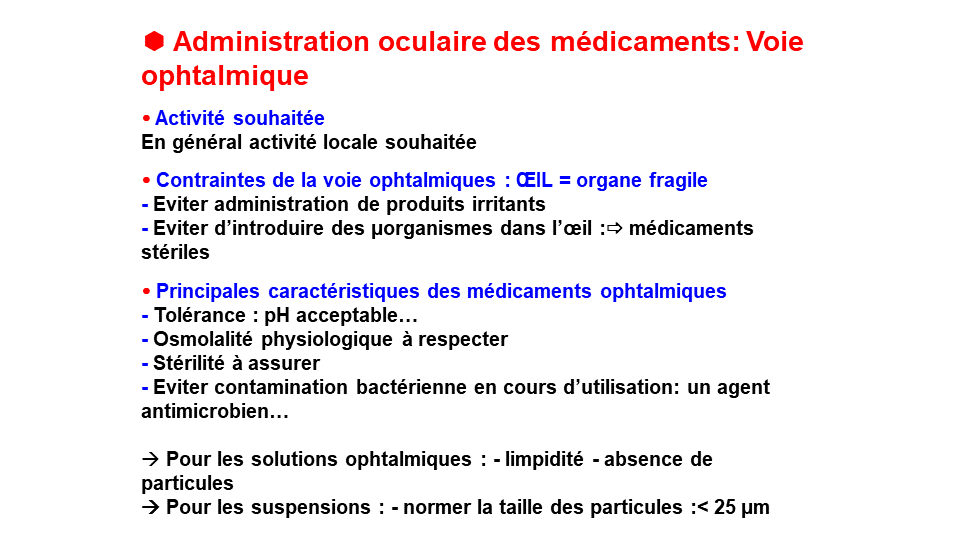 ⬢ Administration oculaire des médicaments: Voie
ophtalmique
• Activité souhaitée
En général activité locale souhaitée
• Contraintes de la voie ophtalmiques : ŒIL = organe fragile
- Eviter administration de produits irritants
- Eviter d’introduire des µorganismes dans l’œil :⇨ médicaments
stériles
• Principales caractéristiques des médicaments ophtalmiques
- Tolérance : pH acceptable…
- Osmolalité physiologique à respecter
- Stérilité à assurer
- Eviter contamination bactérienne en cours d’utilisation: un agent
antimicrobien…
→ Pour les solutions ophtalmiques : - limpidité - absence de
particules
→ Pour les suspensions : - normer la taille des particules :< 25 µm